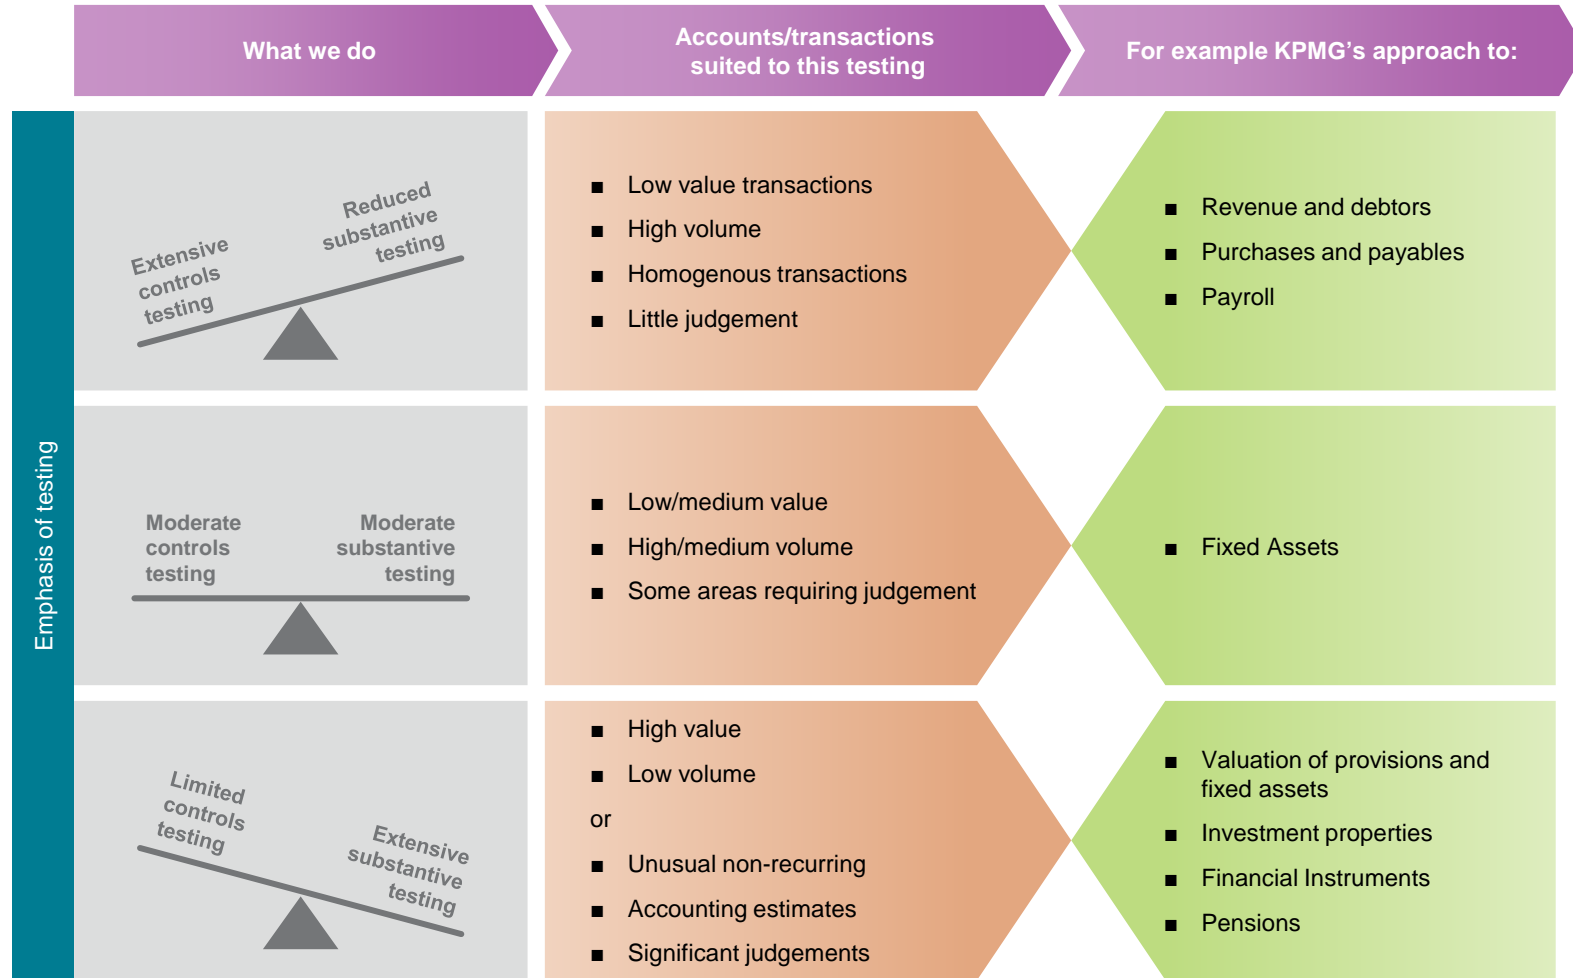 What we do
Accounts/transactions
suited to this testing
For example KPMG's approach to:
Emphasis of testing
Extensive
controls
testing
Reduced
substantive
testing
■ Low value transactions
■ High volume
■ Homogenous transactions
■ Little judgement
■ Revenue and debtors
■ Purchases and payables
■ Payroll
Moderate
controls
testing
Moderate
substantive
testing
■ Low/medium value
■ High/medium volume
■ Some areas requiring judgement
■ Fixed Assets
Limited
controls
testing
Extensive
substantive
testing
■ High value
■ Low volume
or
■ Unusual non-recurring
■ Accounting estimates
■ Significant judgements
■ Valuation of provisions and
fixed assets
■ Investment properties
■ Financial Instruments
■ Pensions